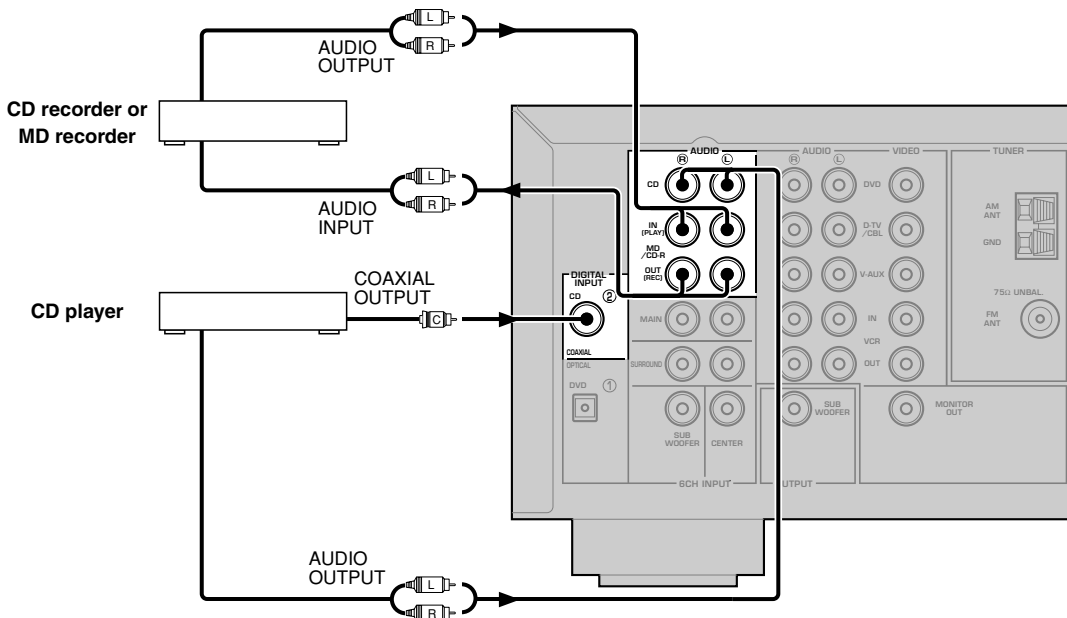 L
R
AUDIO
OUTPUT
CD recorder or
MD recorder
L
R
AUDIO
INPUT
COAXIAL
OUTPUT
C
CD player
AUDIO
OUTPUT
L
R
AUDIO
R L
CD
IN
(PLAY)
MD
/CD-R
OUT
(REC)
DIGITAL
INPUT
CD 2
COAXIAL
OPTICAL
DVD 1
MAIN
SURROUND
SUB
WOOFER
CENTER
6CH INPUT
AUDIO
R L
VIDEO
DVD
D-TV
/CBL
V-AUX
IN
VCR
OUT
SUB
WOOFER
OUTPUT
MONITOR
OUT
TUNER
AM
ANT
GND
75Ω UNBAL.
FM
ANT